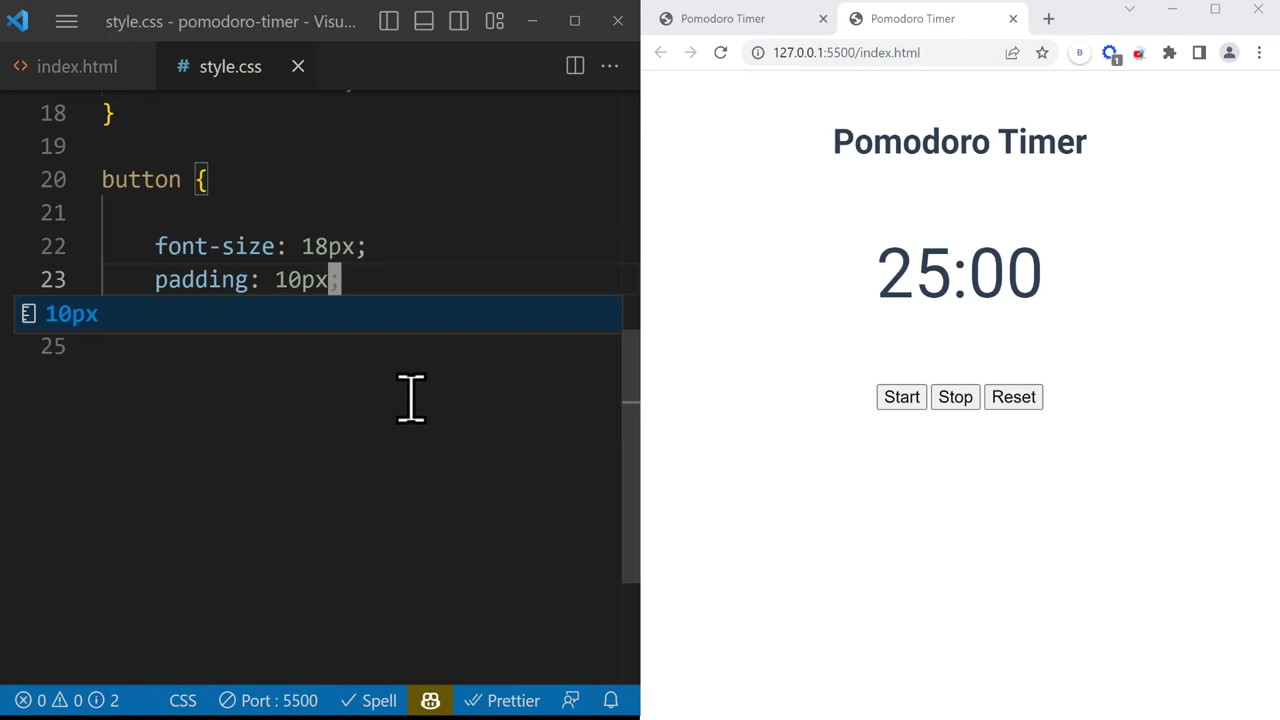 style.css - pomodoro-timer - Visu...
index.html
# style.css
18 }
19
20 button {
21
22 font-size: 18px;
23 padding: 10px;
10px
25
0 0 2
CSS
Port : 5500
Spell
Prettier
Pomodoro Timer
Pomodoro Timer
127.0.0.1:5500/index.html
B
1
Pomodoro Timer
25:00
Start Stop Reset